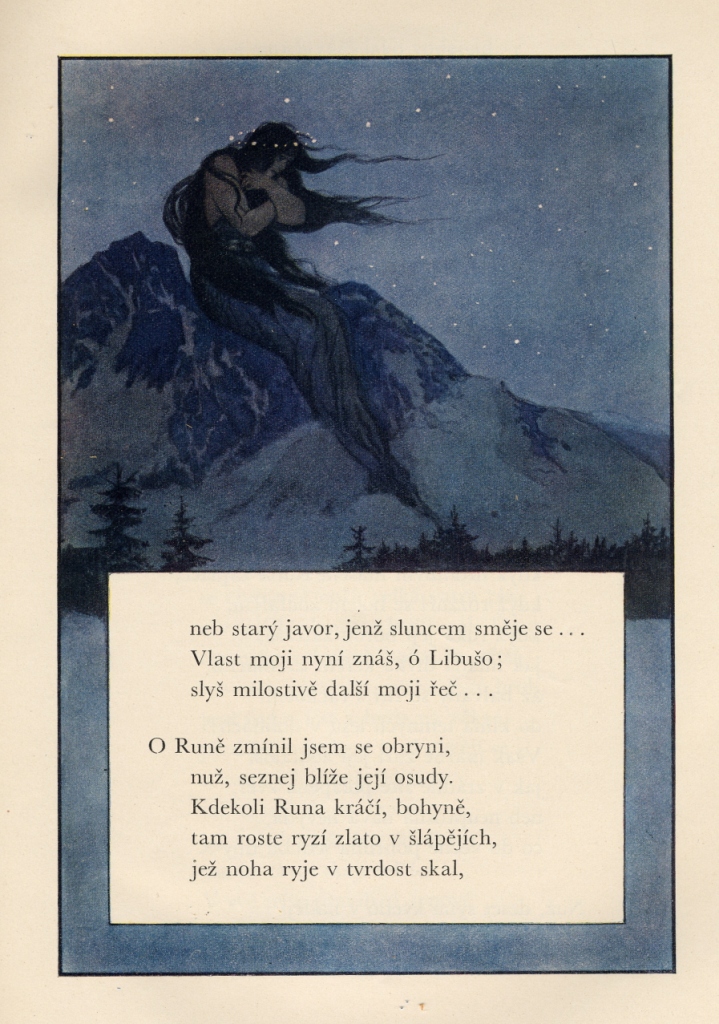 neb starý javor, jenž sluncem směje se...
Vlast moji nyní znáš, ó Libušo;
slyš milostivě další moji řeč...
O Runě zmínil jsem se obryni,
nuž, seznej blíže její osudy.
Kdekoli Runa kráčí, bohyně,
tam roste ryzí zlato v šlápějích,
jež noha ryje v tvrdost skal,